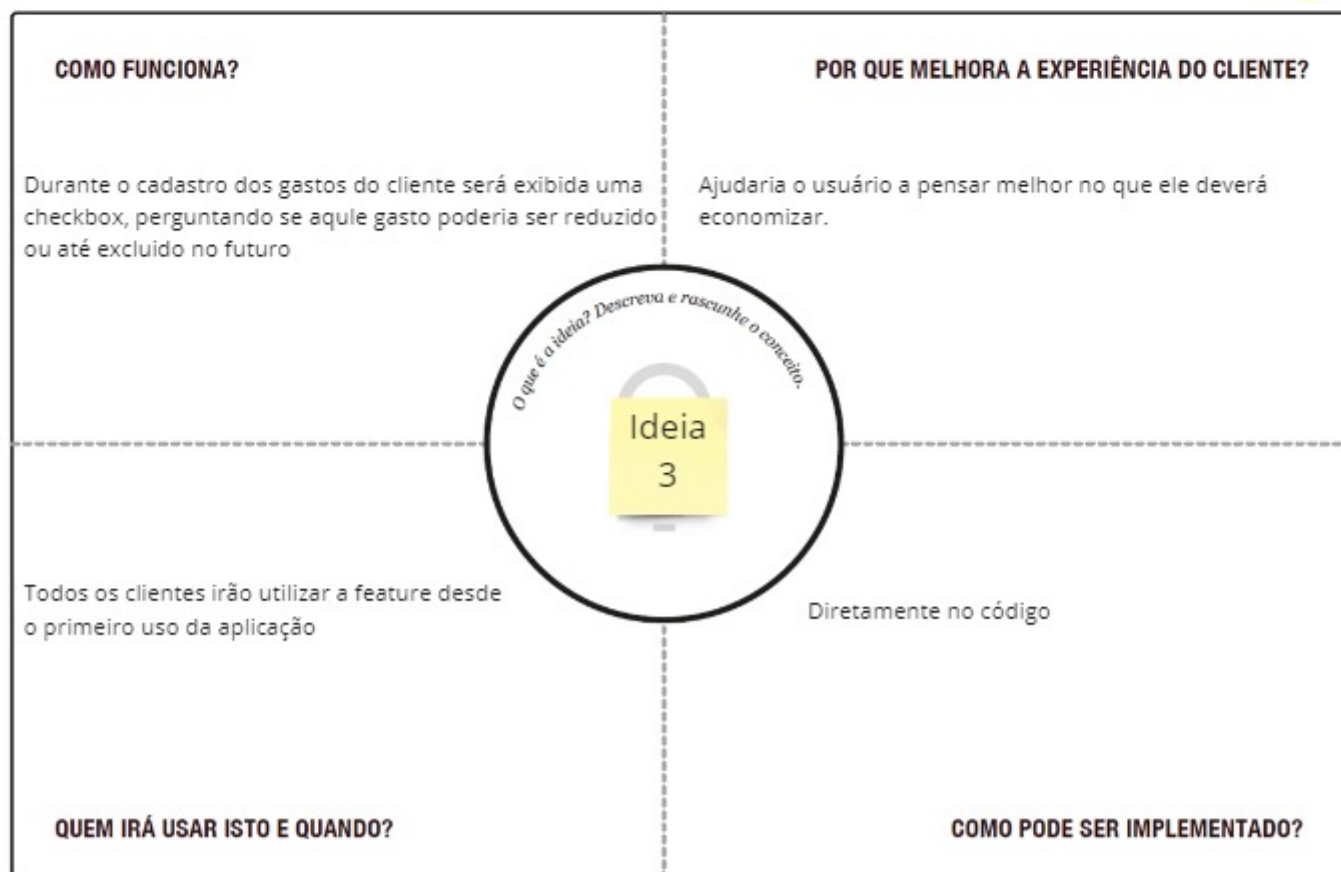 COMO FUNCIONA?
Durante o cadastro dos gastos do cliente será exibida uma
checkbox, perguntando se aqule gasto poderia ser reduzido
ou até excluido no futuro
POR QUE MELHORA A EXPERIÊNCIA DO CLIENTE?
Ajudaria o usuário a pensar melhor no que ele deverá
economizar.
O que é a ideia? Descreva e rascunhe o conceito.
Ideia
3
Todos os clientes irão utilizar a feature desde
o primeiro uso da aplicação
QUEM IRÁ USAR ISTO E QUANDO?
Diretamente no código
COMO PODE SER IMPLEMENTADO?